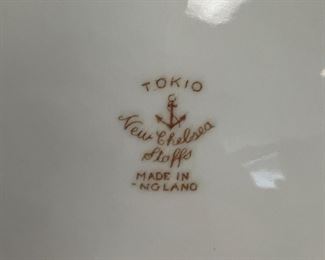 TOKIO
New Chelsea
Staffs
MADE IN
ENGLAND